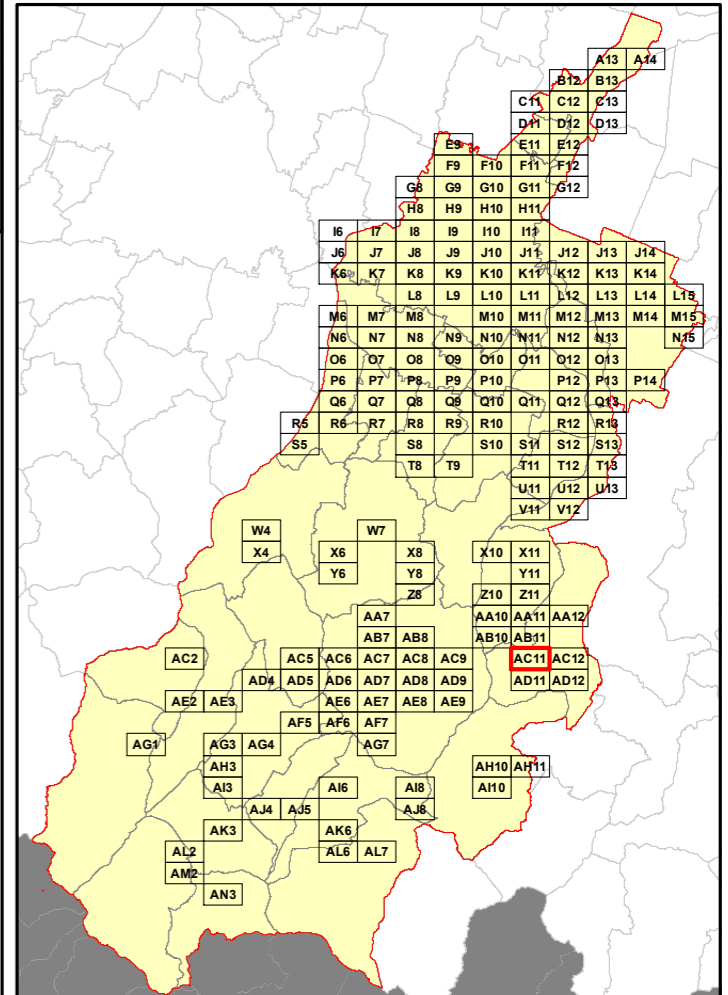 A13 A14
B12 B13
C11 C12 C13
D11 D12 D13
E9 E11 E12
F9 F10 F11 F12
G8 G9 G10 G11 G12
H8 H9 H10 H11
I6 I7 I8 I9 I10 I11
J6 J7 J8 J9 J10 J11 J12 J13 J14
K6 K7 K8 K9 K10 K11 K12 K13 K14
L8 L9 L10 L11 L12 L13 L14 L15
M6 M7 M8 M10 M11 M12 M13 M14 M15
N6 N7 N8 N9 N10 N11 N12 N13 N15
O6 O7 O8 O9 O10 O11 O12 O13
P6 P7 P8 P9 P10 P12 P13 P14
Q6 Q7 Q8 Q9 Q10 Q11 Q12 Q13
R5 R6 R7 R8 R9 R10 R12 R13
S5 S8 S10 S11 S12 S13
T8 T9 T11 T12 T13
U11 U12 U13
V11 V12
W4 W7
X4 X6 X8 X10 X11
Y6 Y8 Y11
Z8 Z10 Z11
AA7 AA10 AA11 AA12
AB7 AB8 AB10 AB11
AC2 AC5 AC6 AC7 AC8 AC9 AC11 AC12
AD4 AD5 AD6 AD7 AD8 AD9 AD11 AD12
AE2 AE3 AE6 AE7 AE8 AE9
AF5 AF6 AF7
AG1 AG3 AG4 AG7
AH3 AH10 AH11
AI3 AI6 AI8 AI10
AJ4 AJ5 AJ8
AK3 AK6
AL2 AL6 AL7
AM2
AN3